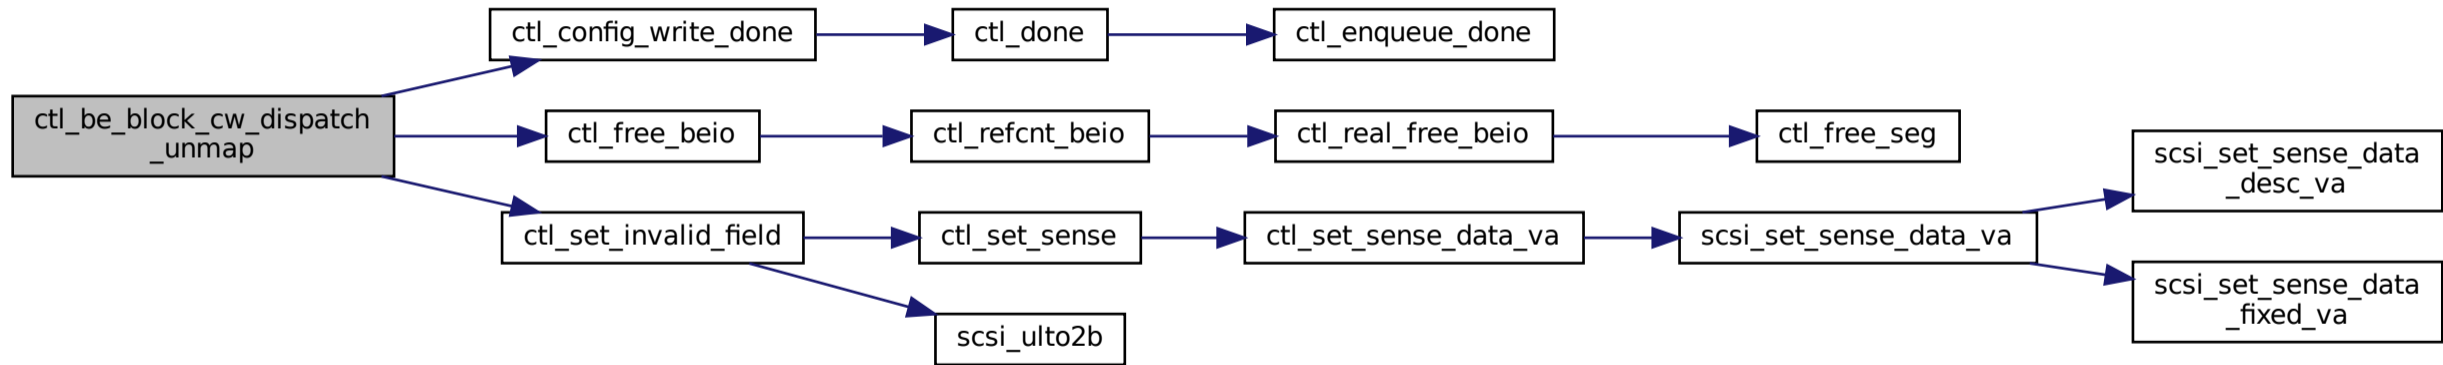 ctl_config_write_done
ctl_done
ctl_enqueue_done
ctl_be_block_cw_dispatch
_unmap
ctl_free_beio
ctl_refcnt_beio
ctl_real_free_beio
ctl_free_seg
ctl_set_invalid_field
ctl_set_sense
ctl_set_sense_data_va
scsi_set_sense_data_va
scsi_set_sense_data
_desc_va
scsi_set_sense_data
_fixed_va
scsi_ulto2b